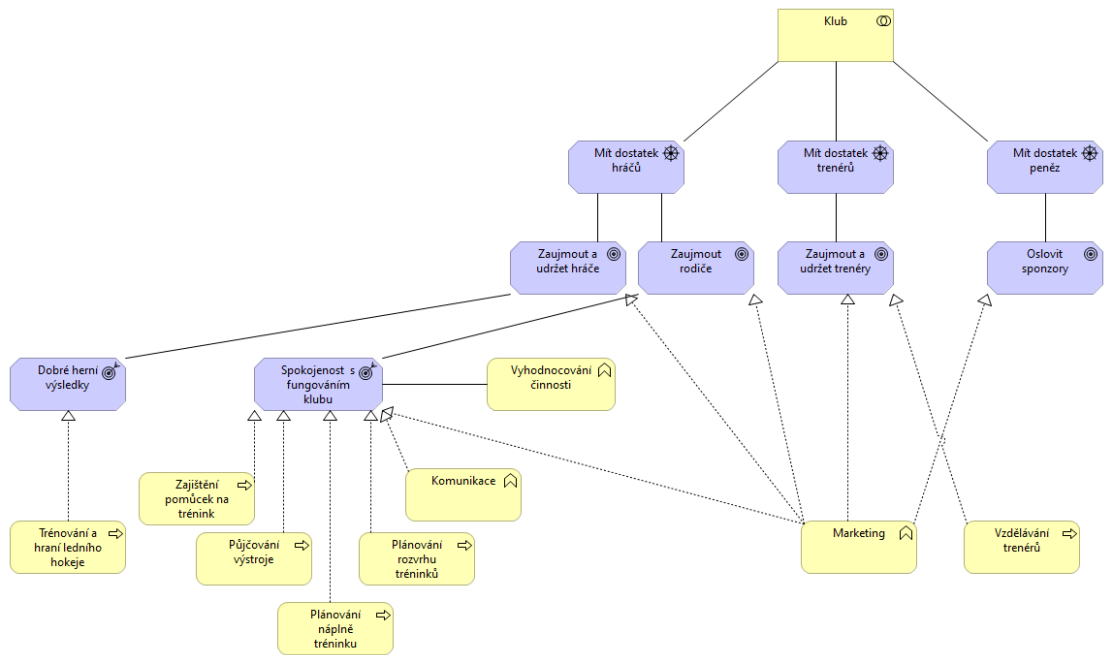 Klub
Mít dostatek
hráčů
Mít dostatek
trenérů
Mít dostatek
peněz
Zaujmout a
udržet hráče
Zaujmout
rodiče
Zaujmout a
udržet trenéry
Oslovit
sponzory
Dobré herní
výsledky
Spokojenost s
fungováním
klubu
Vyhodnocování
činnosti
Zajištění
pomůcek na
trénink
Komunikace
Trénování a
hraní ledního
hokeje
Půjčování
výstroje
Plánování
rozvrhu
tréninků
Marketing
Vzdělávání
trenérů
Plánování
náplně
tréninku